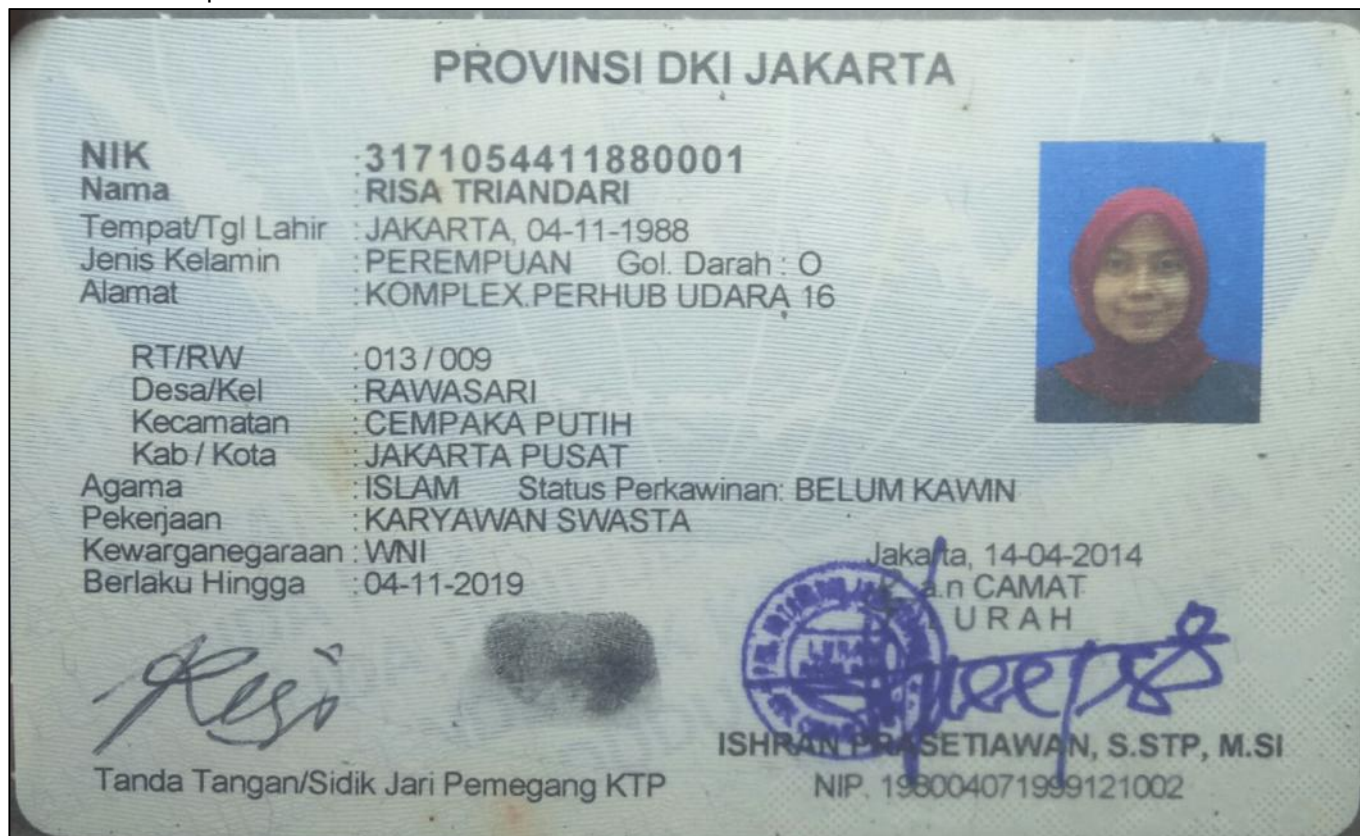 PROVINSI DKI JAKARTA
NIK :3171054411880001
Nama :RISA TRIANDARI
Tempat/Tgl Lahir :JAKARTA, 04-11-1988
Jenis Kelamin :PEREMPUAN Gol. Darah : O
Alamat :KOMPLEX.PERHUB UDARA 16
RT/RW :013 / 009
Desa/Kel :RAWASARI
Kecamatan :CEMPAKA PUTIH
Kab / Kota :JAKARTA PUSAT
Agama :ISLAM Status Perkawinan: BELUM KAWIN
Pekerjaan :KARYAWAN SWASTA
Kewarganegaraan :WNI
Berlaku Hingga :04-11-2019
Jakarta, 14-04-2014
a.n CAMAT
LURAH
ISHRAN PRASETIAWAN, S.STP, M.SI
NIP. 198004071999121002
Tanda Tangan/Sidik Jari Pemegang KTP